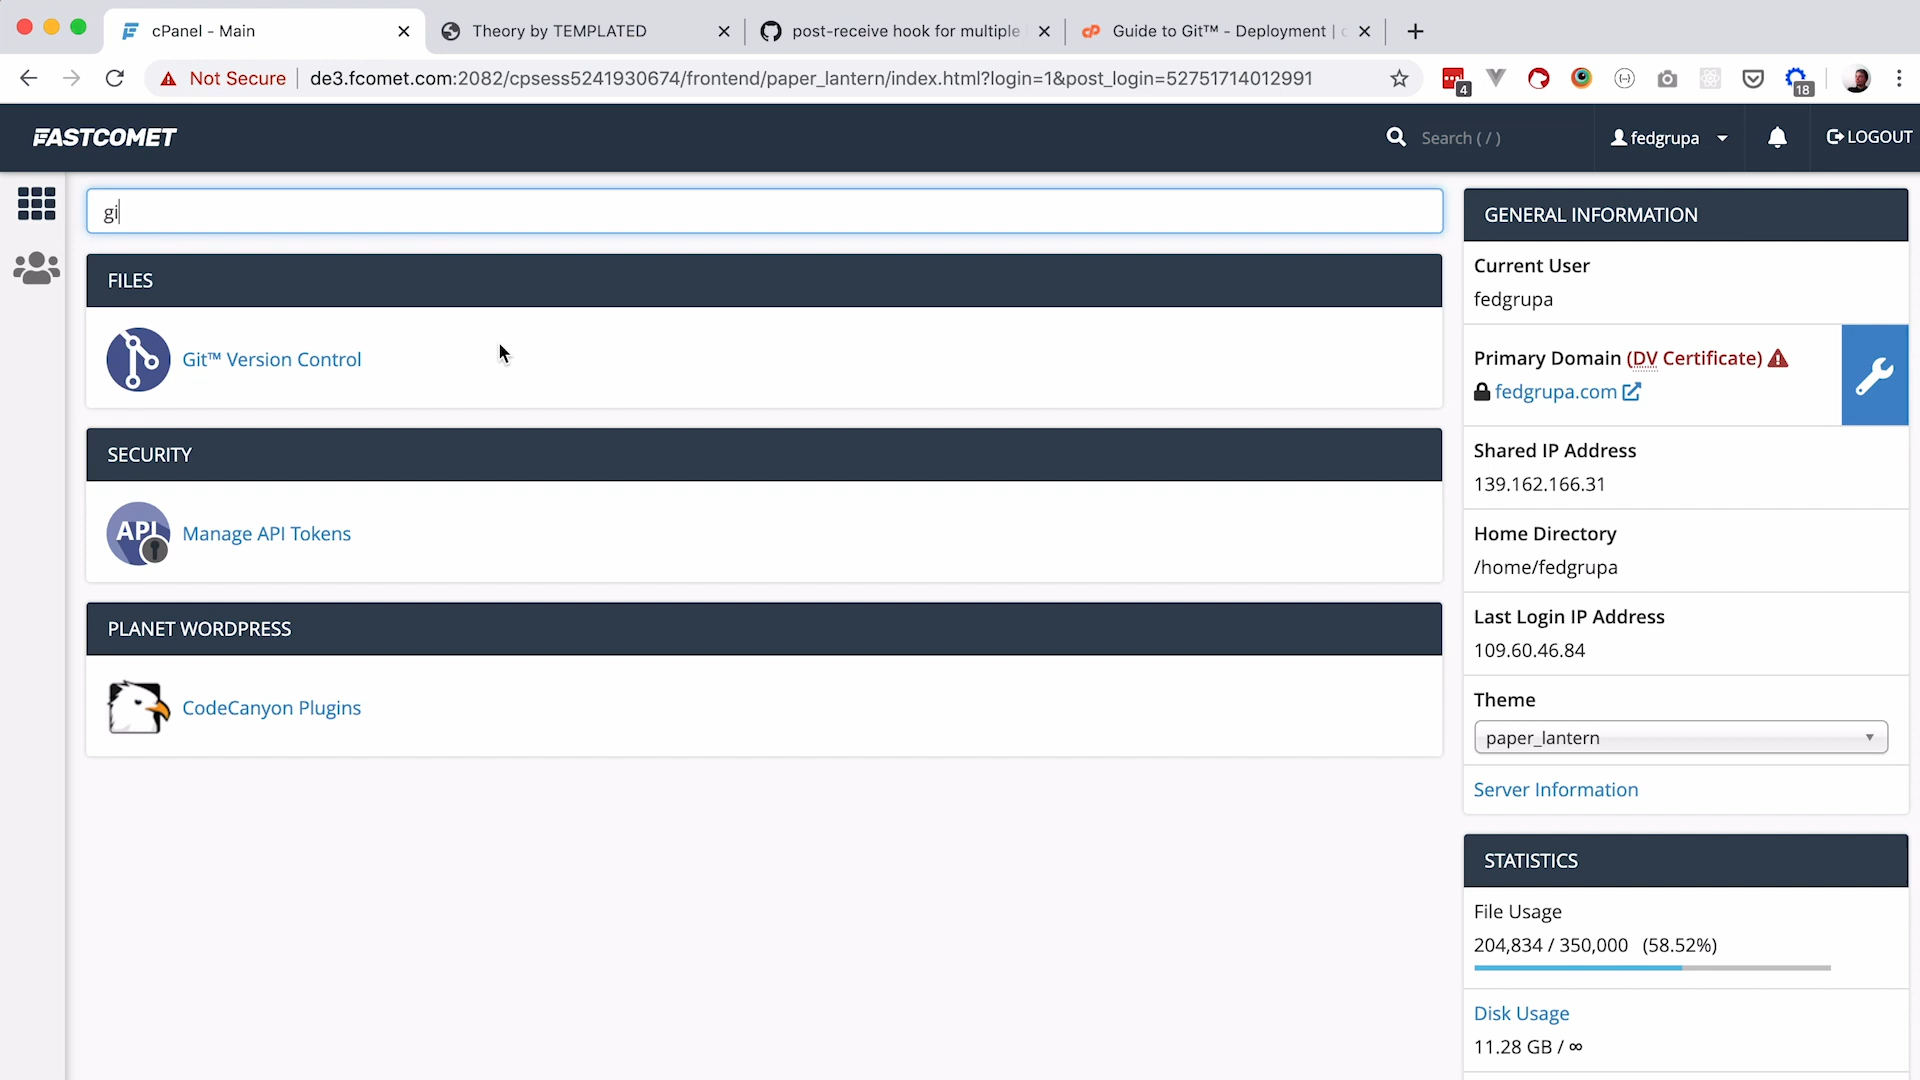 cPanel - Main
Theory by TEMPLATED
post-receive hook for multiple
Guide to Git™ - Deployment |
Not Secure
de3.fcomet.com:2082/cpsess5241930674/frontend/paper_lantern/index.html?login=1&post_login=52751714012991
4
18
FASTCOMET
Search ( / )
fedgrupa
LOGOUT
gi
FILES
Git™ Version Control
SECURITY
API
Manage API Tokens
PLANET WORDPRESS
CodeCanyon Plugins
GENERAL INFORMATION
Current User
fedgrupa
Primary Domain (DV Certificate)
fedgrupa.com
Shared IP Address
139.162.166.31
Home Directory
/home/fedgrupa
Last Login IP Address
109.60.46.84
Theme
paper_lantern
Server Information
STATISTICS
File Usage
204,834 / 350,000 (58.52%)
Disk Usage
11.28 GB / ∞